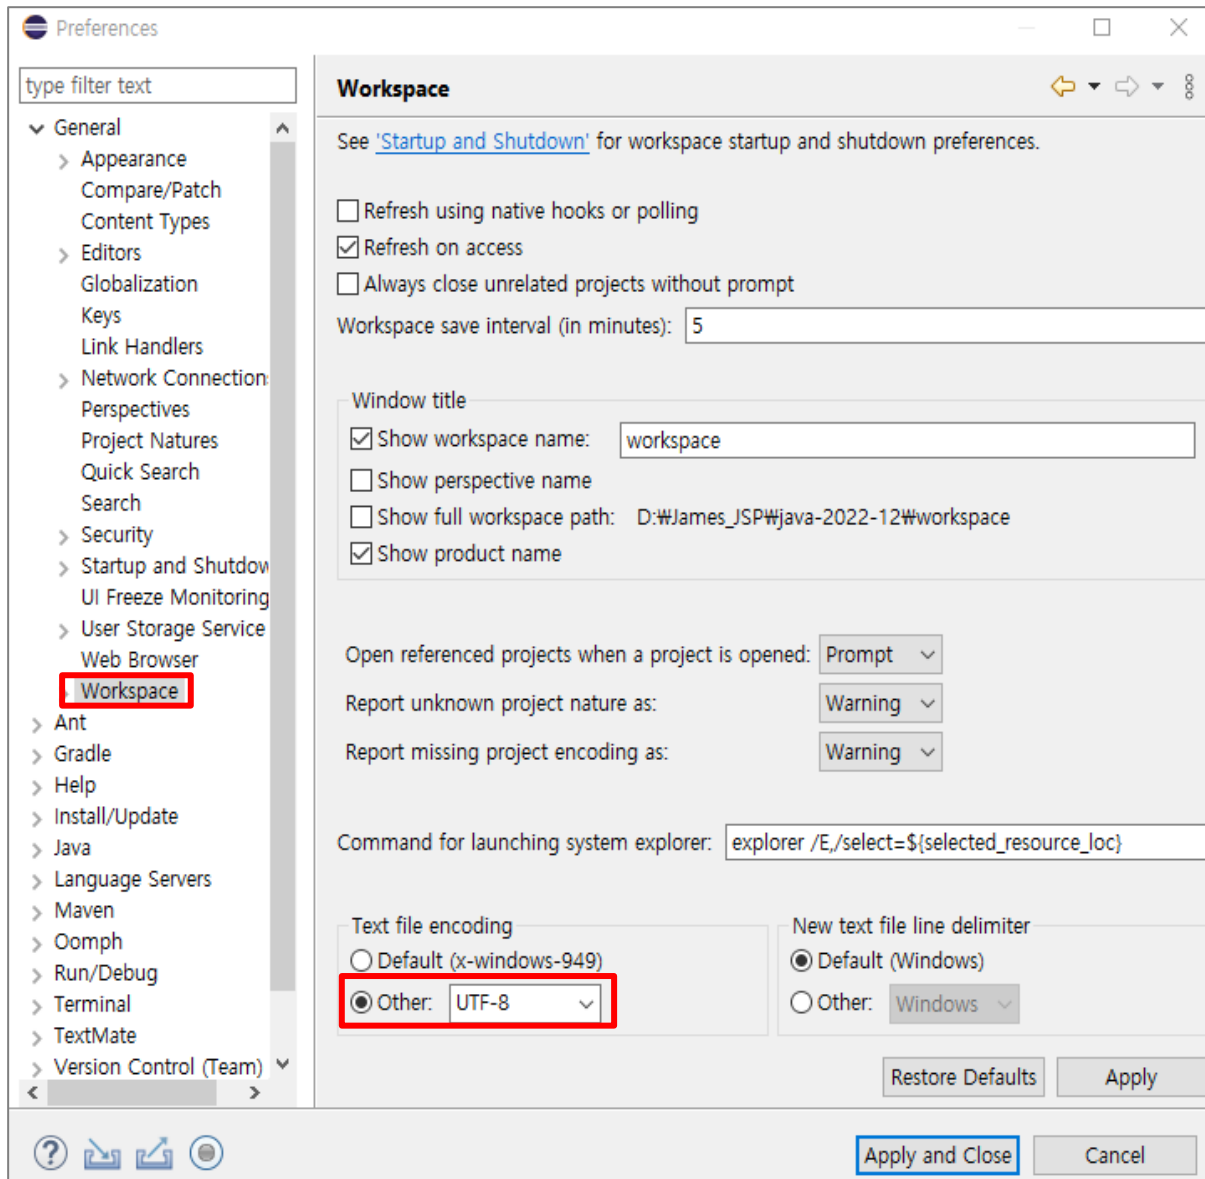 Preferences
type filter text
General
Appearance
Compare/Patch
Content Types
Editors
Globalization
Keys
Link Handlers
Network Connection
Perspectives
Project Natures
Quick Search
Search
Security
Startup and Shutdow
UI Freeze Monitoring
User Storage Service
Web Browser
Workspace
Ant
Gradle
Help
Install/Update
Java
Language Servers
Maven
Oomph
Run/Debug
Terminal
TextMate
Version Control (Team)
Workspace
See 'Startup and Shutdown' for workspace startup and shutdown preferences.
Refresh using native hooks or polling
Refresh on access
Always close unrelated projects without prompt
Workspace save interval (in minutes): 5
Window title
Show workspace name: workspace
Show perspective name
Show full workspace path: D:₩James_JSP₩java-2022-12₩workspace
Show product name
Open referenced projects when a project is opened: Prompt
Report unknown project nature as: Warning
Report missing project encoding as: Warning
Command for launching system explorer: explorer /E,/select=${selected_resource_loc}
Text file encoding
Default (x-windows-949)
Other: UTF-8
New text file line delimiter
Default (Windows)
Other: Windows
Restore Defaults Apply
Apply and Close Cancel